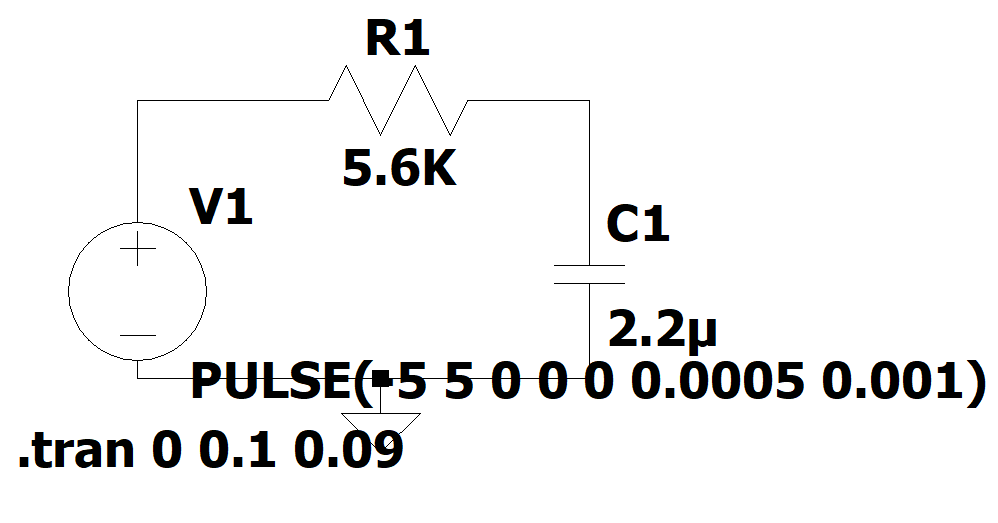 R1
5.6K
V1
C1
2.2µ
PULSE(-5 5 0 0 0 0.0005 0.001)
.tran 0 0.1 0.09